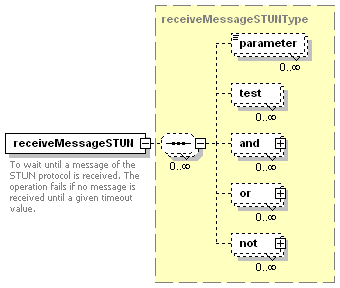 receiveMessageSTUNType
parameter
0..∞
test
0..∞
receiveMessageSTUN
and
0..∞
0..∞
To wait until a message of the
STUN protocol is received. The
operation fails if no message is
received until a given timeout
value.
or
0..∞
not
0..∞